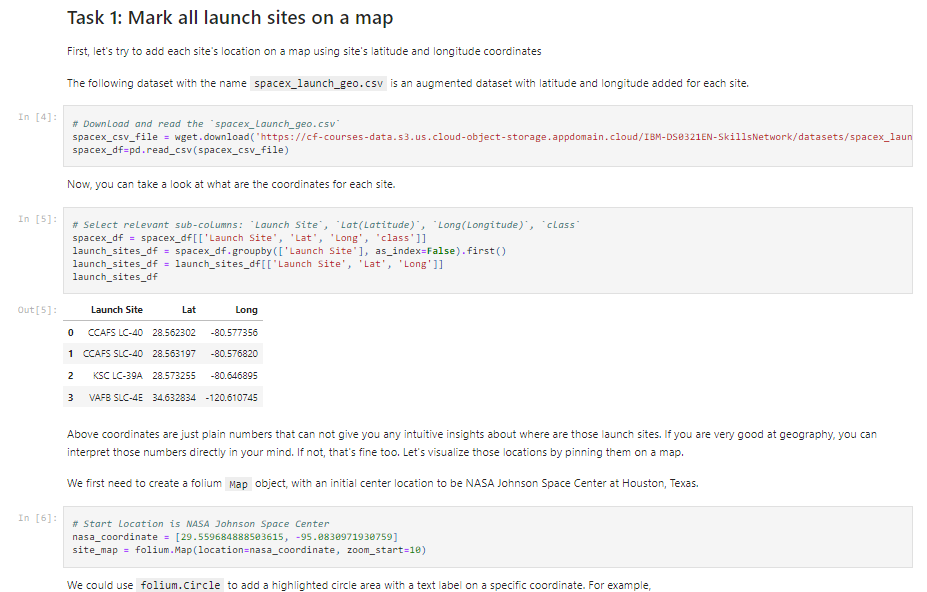 Task 1: Mark all launch sites on a map
First, let's try to add each site's location on a map using site's latitude and longitude coordinates
The following dataset with the name spacex_launch_geo.csv is an augmented dataset with latitude and longitude added for each site.
In [4]:
# Download and read the `spacex_launch_geo.csv`
spacex_csv_file = wget.download('https://cf-courses-data.s3.us.cloud-object-storage.appdomain.cloud/IBM-DS0321EN-SkillsNetwork/datasets/spacex_laun
spacex_df=pd.read_csv(spacex_csv_file)
Now, you can take a look at what are the coordinates for each site.
In [5]:
# Select relevant sub-columns: `Launch Site`, `Lat(Latitude)`, `Long(Longitude)`, `class`
spacex_df = spacex_df[['Launch Site', 'Lat', 'Long', 'class']]
launch_sites_df = spacex_df.groupby(['Launch Site'], as_index=False).first()
launch_sites_df = launch_sites_df[['Launch Site', 'Lat', 'Long']]
launch_sites_df
Out[5]:
Launch Site Lat Long
0 CCAFS LC-40 28.562302 -80.577356
1 CCAFS SLC-40 28.563197 -80.576820
2 KSC LC-39A 28.573255 -80.646895
3 VAFB SLC-4E 34.632834 -120.610745
Above coordinates are just plain numbers that can not give you any intuitive insights about where are those launch sites. If you are very good at geography, you can
interpret those numbers directly in your mind. If not, that's fine too. Let's visualize those locations by pinning them on a map.
We first need to create a folium Map object, with an initial center location to be NASA Johnson Space Center at Houston, Texas.
In [6]:
# Start location is NASA Johnson Space Center
nasa_coordinate = [29.559684888503615, -95.0830971930759]
site_map = folium.Map(location=nasa_coordinate, zoom_start=10)
We could use folium.Circle to add a highlighted circle area with a text label on a specific coordinate. For example,